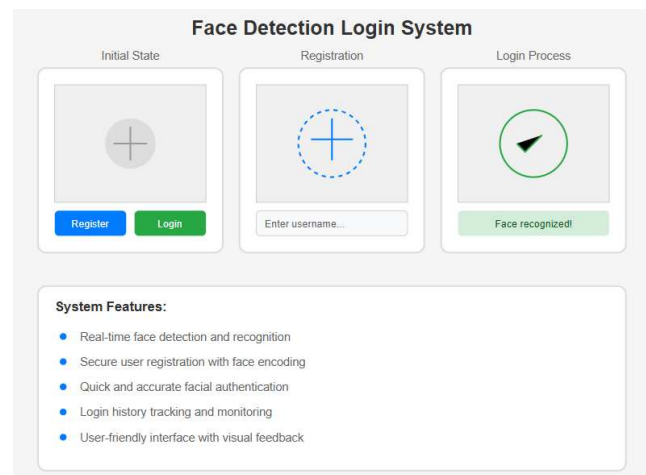 Face Detection Login System
Initial State
Registration
Login Process
Register
Login
Enter username...
Face recognized!
System Features:
Real-time face detection and recognition
Secure user registration with face encoding
Quick and accurate facial authentication
Login history tracking and monitoring
User-friendly interface with visual feedback